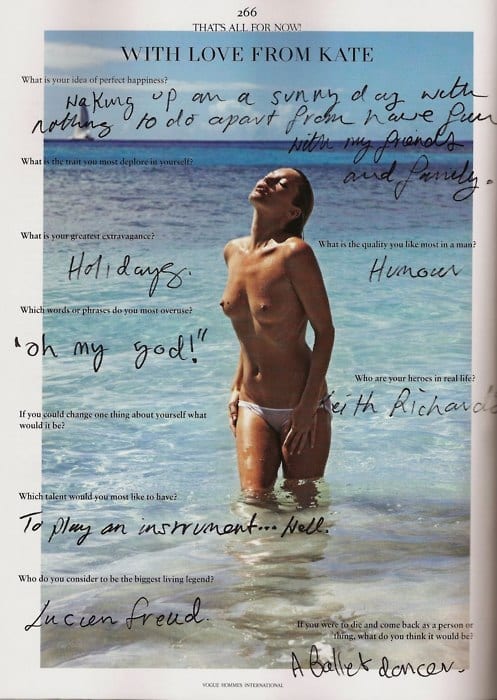 266
THAT'S ALL FOR NOW!
WITH LOVE FROM KATE
What is your idea of perfect happiness?
Waking up on a sunny day with
nothing to do apart from have fun
with my friends
and family.
What is the trait you most deplore in yourself?
What is your greatest extravagance?
Holidays.
What is the quality you like most in a man?
Humour
Which words or phrases do you most overuse?
"oh my god!"
Who are your heroes in real life?
Keith Richards
If you could change one thing about yourself what
would it be?
Which talent would you most like to have?
To play an instrument... Well.
Who do you consider to be the biggest living legend?
Lucien Freud.
If you were to die and come back as a person or
thing, what do you think it would be?
A Ballet dancer.
VOGUE HOMMES INTERNATIONAL